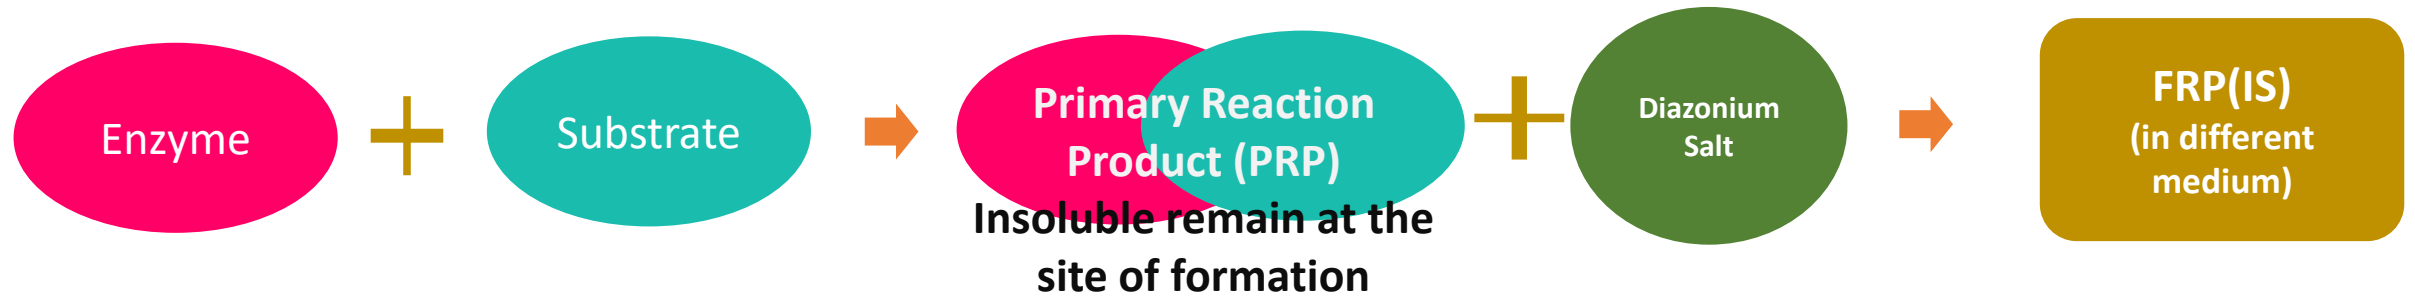 Enzyme
Substrate
Primary Reaction
Product (PRP)
Insoluble remain at the
site of formation
Diazonium
Salt
FRP(IS)
(in different
medium)